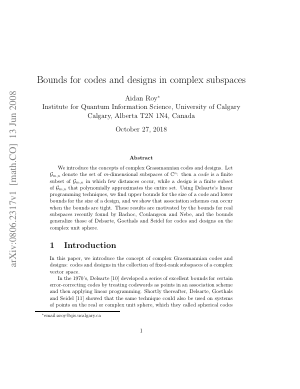 Bounds for codes and designs in complex subspaces
Aidan Roy*
Institute for Quantum Information Science, University of Calgary
Calgary, Alberta T2N 1N4, Canada
October 27, 2018
Abstract
We introduce the concepts of complex Grassmannian codes and designs. Let
𝒢m,n denote the set of m-dimensional subspaces of ℂⁿ: then a code is a finite
subset of 𝒢m,n in which few distances occur, while a design is a finite subset
of 𝒢m,n that polynomially approximates the entire set. Using Delsarte's linear
programming techniques, we find upper bounds for the size of a code and lower
bounds for the size of a design, and we show that association schemes can occur
when the bounds are tight. These results are motivated by the bounds for real
subspaces recently found by Bachoc, Coulangeon and Nebe, and the bounds
generalize those of Delsarte, Goethals and Seidel for codes and designs on the
complex unit sphere.
1 Introduction
In this paper, we introduce the concept of complex Grassmannian codes and
designs: codes and designs in the collection of fixed-rank subspaces of a complex
vector space.
In the 1970's, Delsarte [10] developed a series of excellent bounds for certain
error-correcting codes by treating codewords as points in an association scheme
and then applying linear programming. Shortly thereafter, Delsarte, Goethals
and Seidel [11] showed that the same technique could also be used on systems
of points on the real or complex unit sphere, which they called spherical codes
*email aroy@qis.ucalgary.ca
1
arXiv:0806.2317v1 [math.CO] 13 Jun 2008